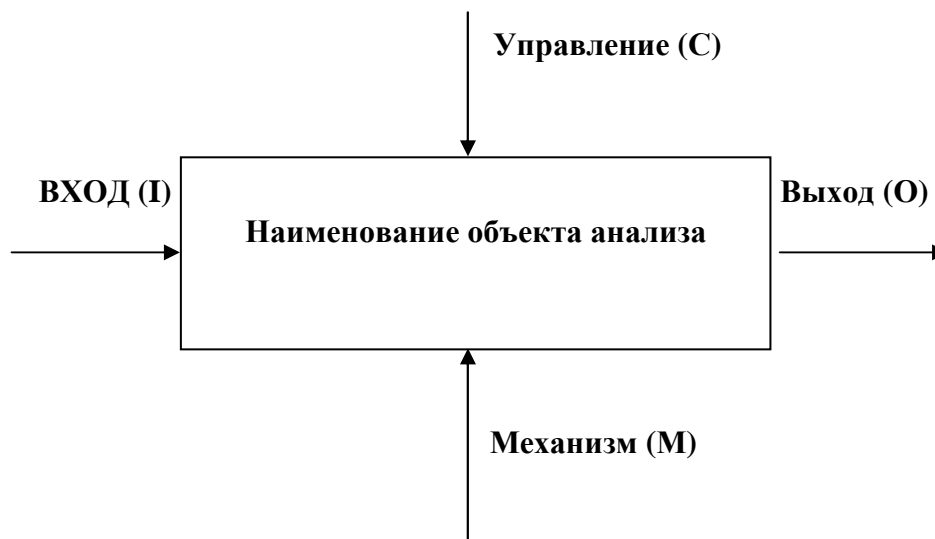 Управление (С)
ВХОД (I)
Выход (О)
Наименование объекта анализа
Механизм (М)